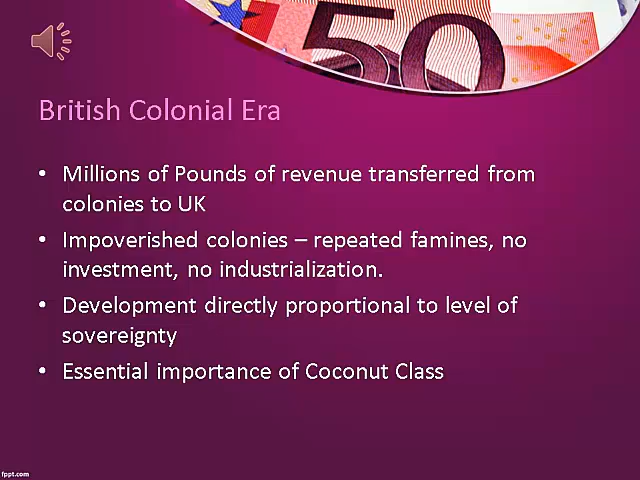 50
British Colonial Era
• Millions of Pounds of revenue transferred from
colonies to UK
• Impoverished colonies – repeated famines, no
investment, no industrialization.
• Development directly proportional to level of
sovereignty
• Essential importance of Coconut Class
fppt.com